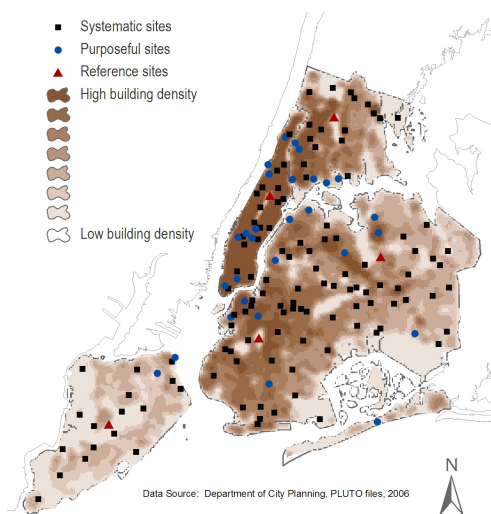 Systematic sites
Purposeful sites
Reference sites
High building density
Low building density
Data Source:  Department of City Planning, PLUTO files, 2006
N